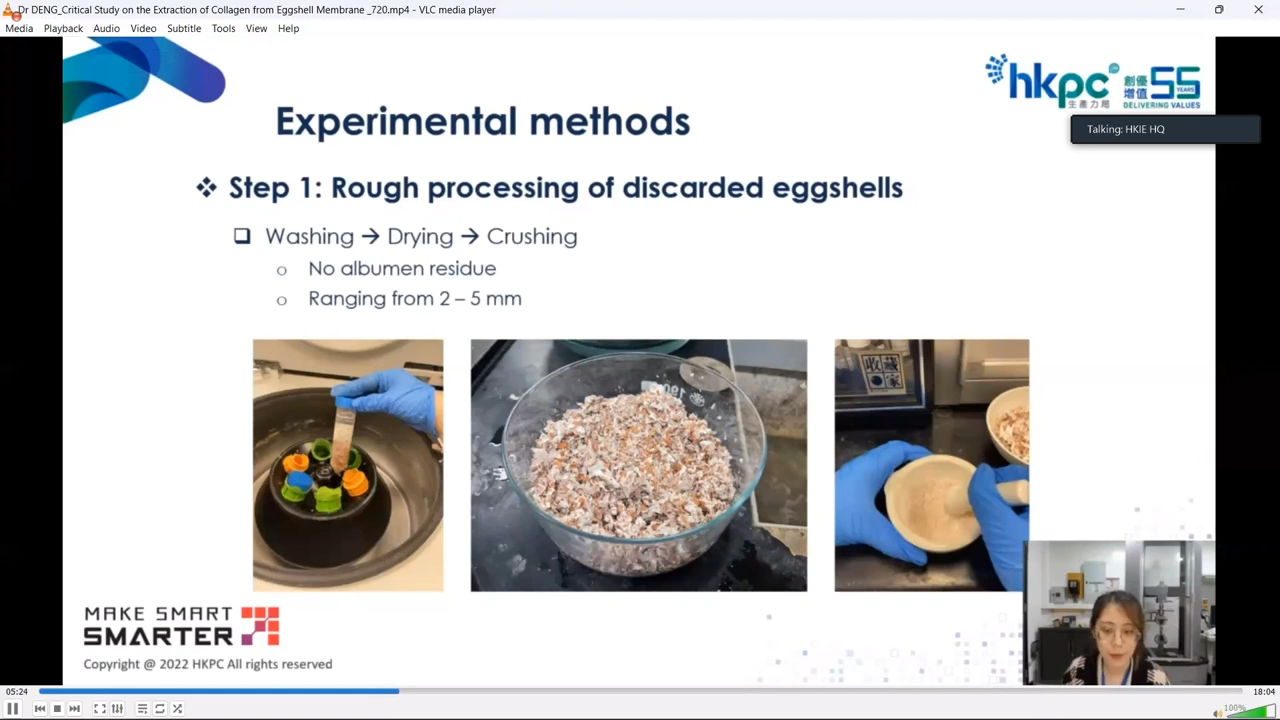 Dr DENG_Critical Study on the Extraction of Collagen from Eggshell Membrane _720.mp4 - VLC media player
Media Playback Audio Video Subtitle Tools View Help
hkpc
生產力局
創優
增值
55
YEARS
DELIVERING VALUES
Talking: HKIE HQ
Experimental methods
Step 1: Rough processing of discarded eggshells
Washing → Drying → Crushing
No albumen residue
Ranging from 2 – 5 mm
MAKE SMART
SMARTER
Copyright @ 2022 HKPC All rights reserved
05:24
18:04
100%